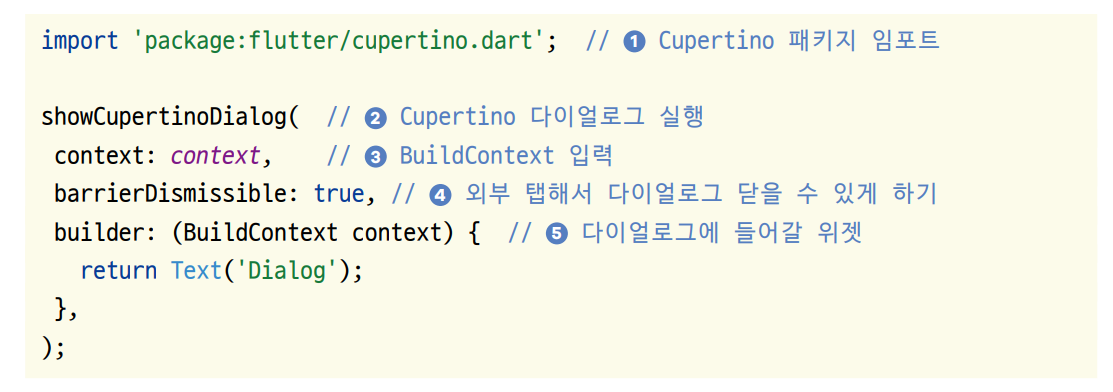 import 'package:flutter/cupertino.dart';  // ❶ Cupertino 패키지 임포트

showCupertinoDialog(  // ❷ Cupertino 다이얼로그 실행
 context: context,    // ❸ BuildContext 입력
 barrierDismissible: true, // ❹ 외부 탭해서 다이얼로그 닫을 수 있게 하기
 builder: (BuildContext context) {  // ❺ 다이얼로그에 들어갈 위젯
   return Text('Dialog');
 },
);